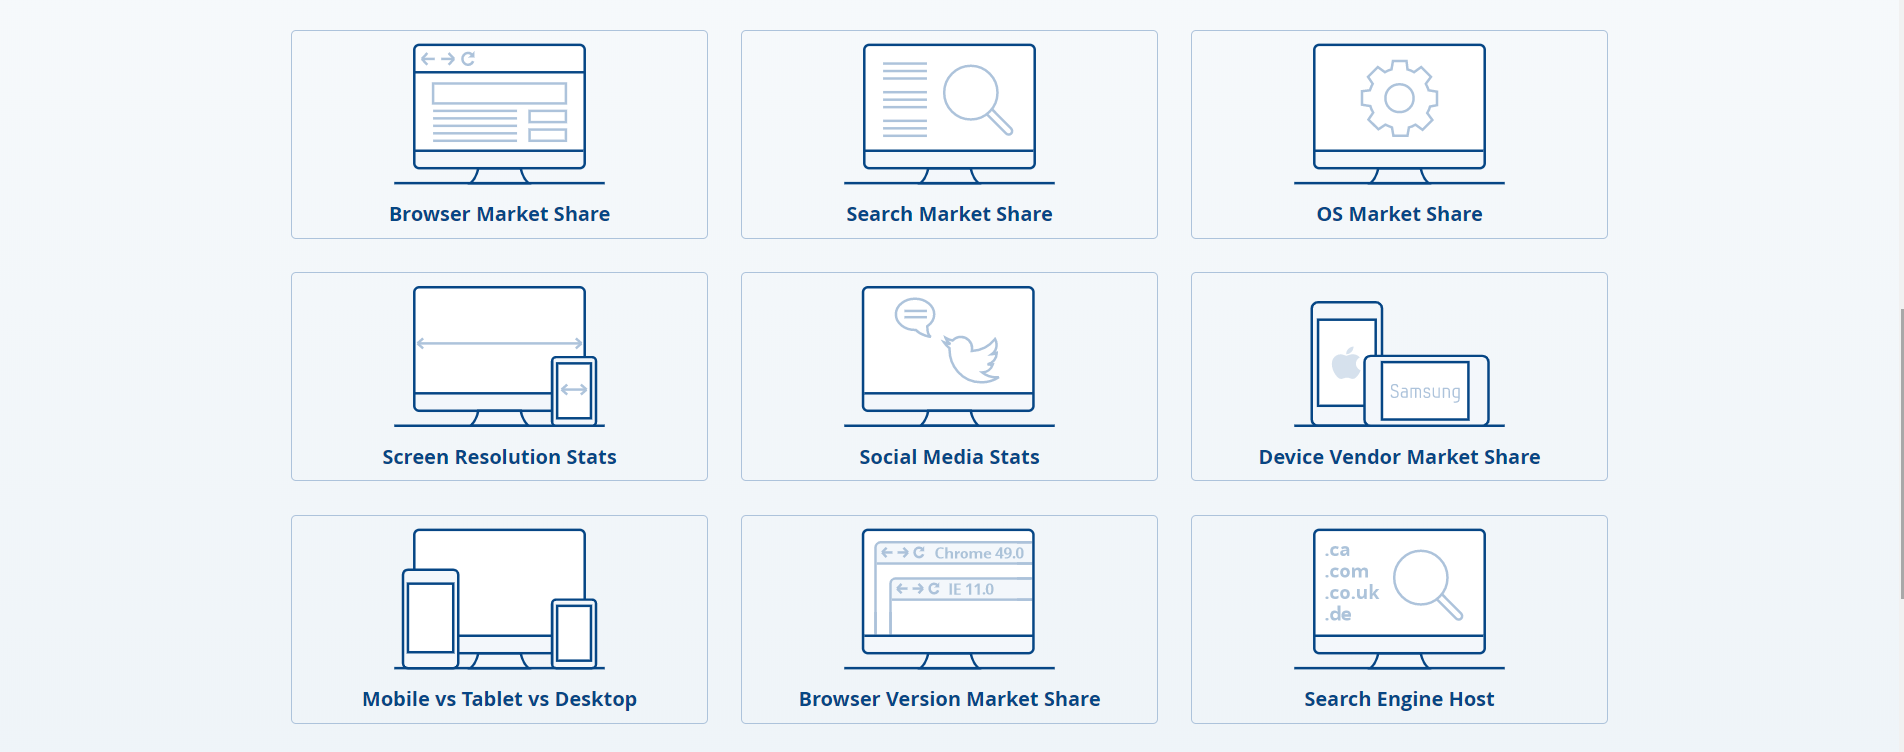 Browser Market Share
Search Market Share
OS Market Share
Samsung
Screen Resolution Stats
Social Media Stats
Device Vendor Market Share
Chrome 49.0
IE 11.0
.ca
.com
.co.uk
.de
Mobile vs Tablet vs Desktop
Browser Version Market Share
Search Engine Host